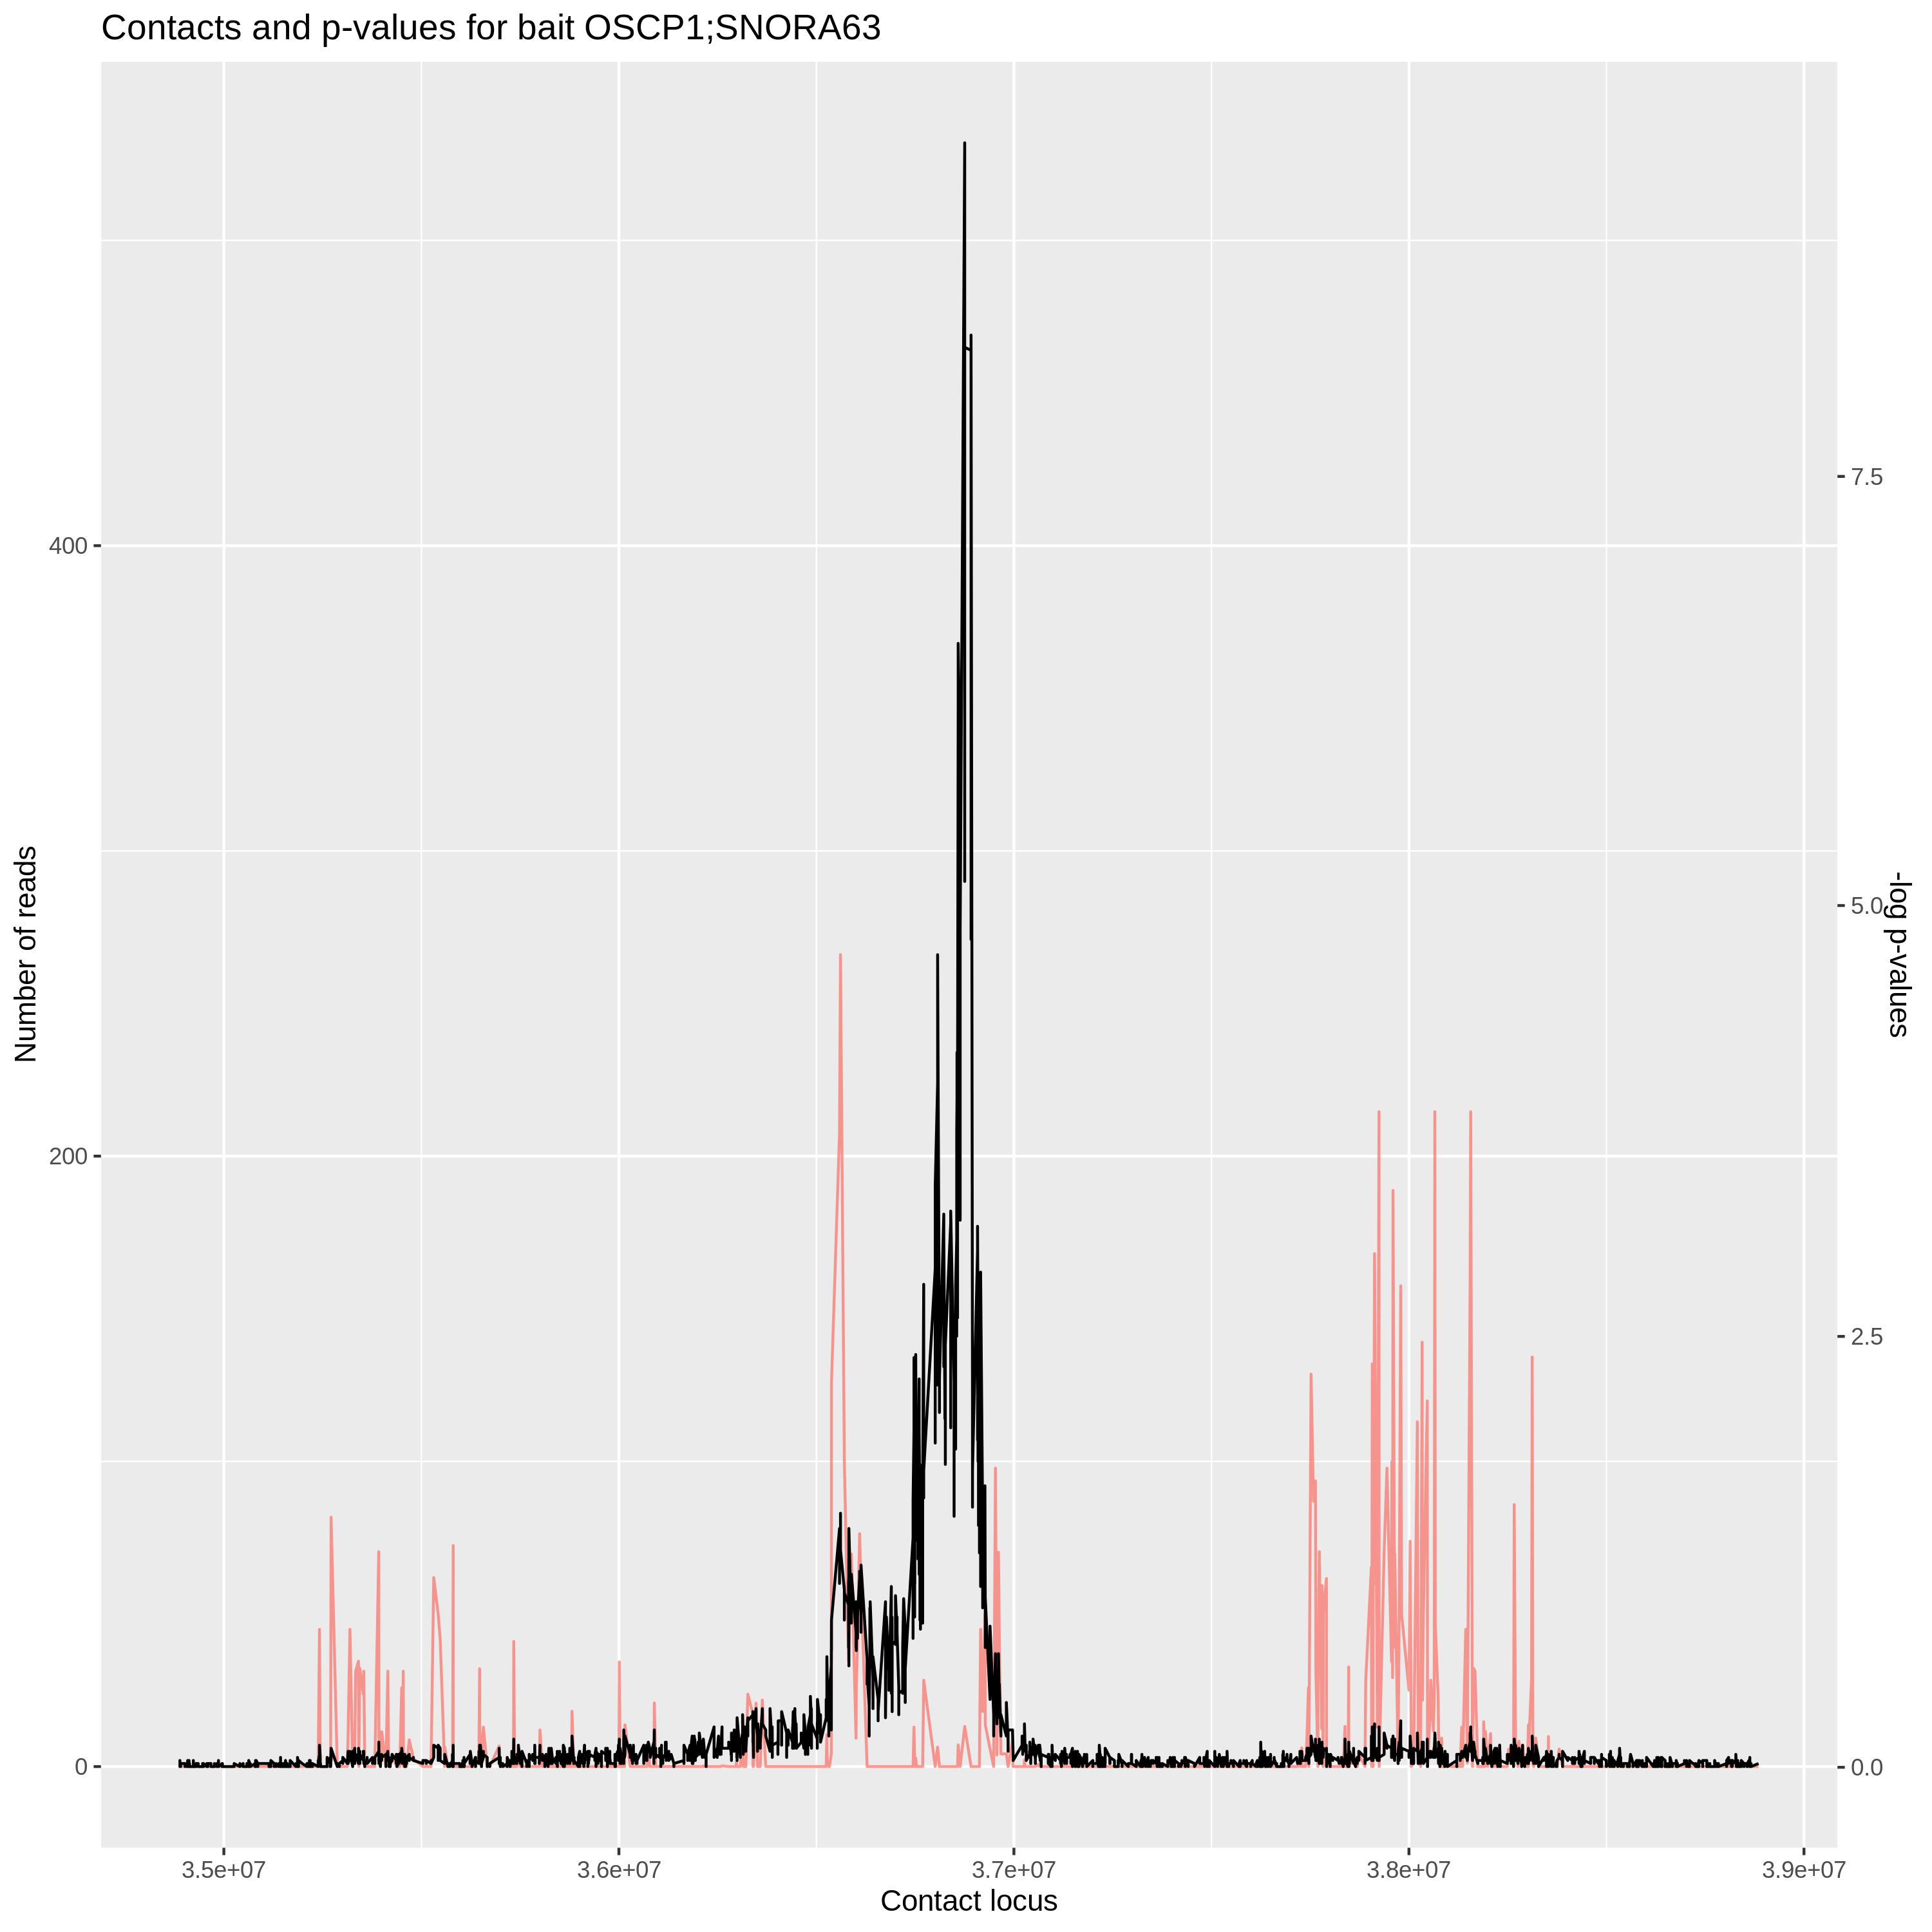 Contacts and p-values for bait OSCP1;SNORA63
400
200
0
Number of reads
7.5
5.0
2.5
0.0
-log p-values
3.5e+07 3.6e+07 3.7e+07 3.8e+07 3.9e+07
Contact locus